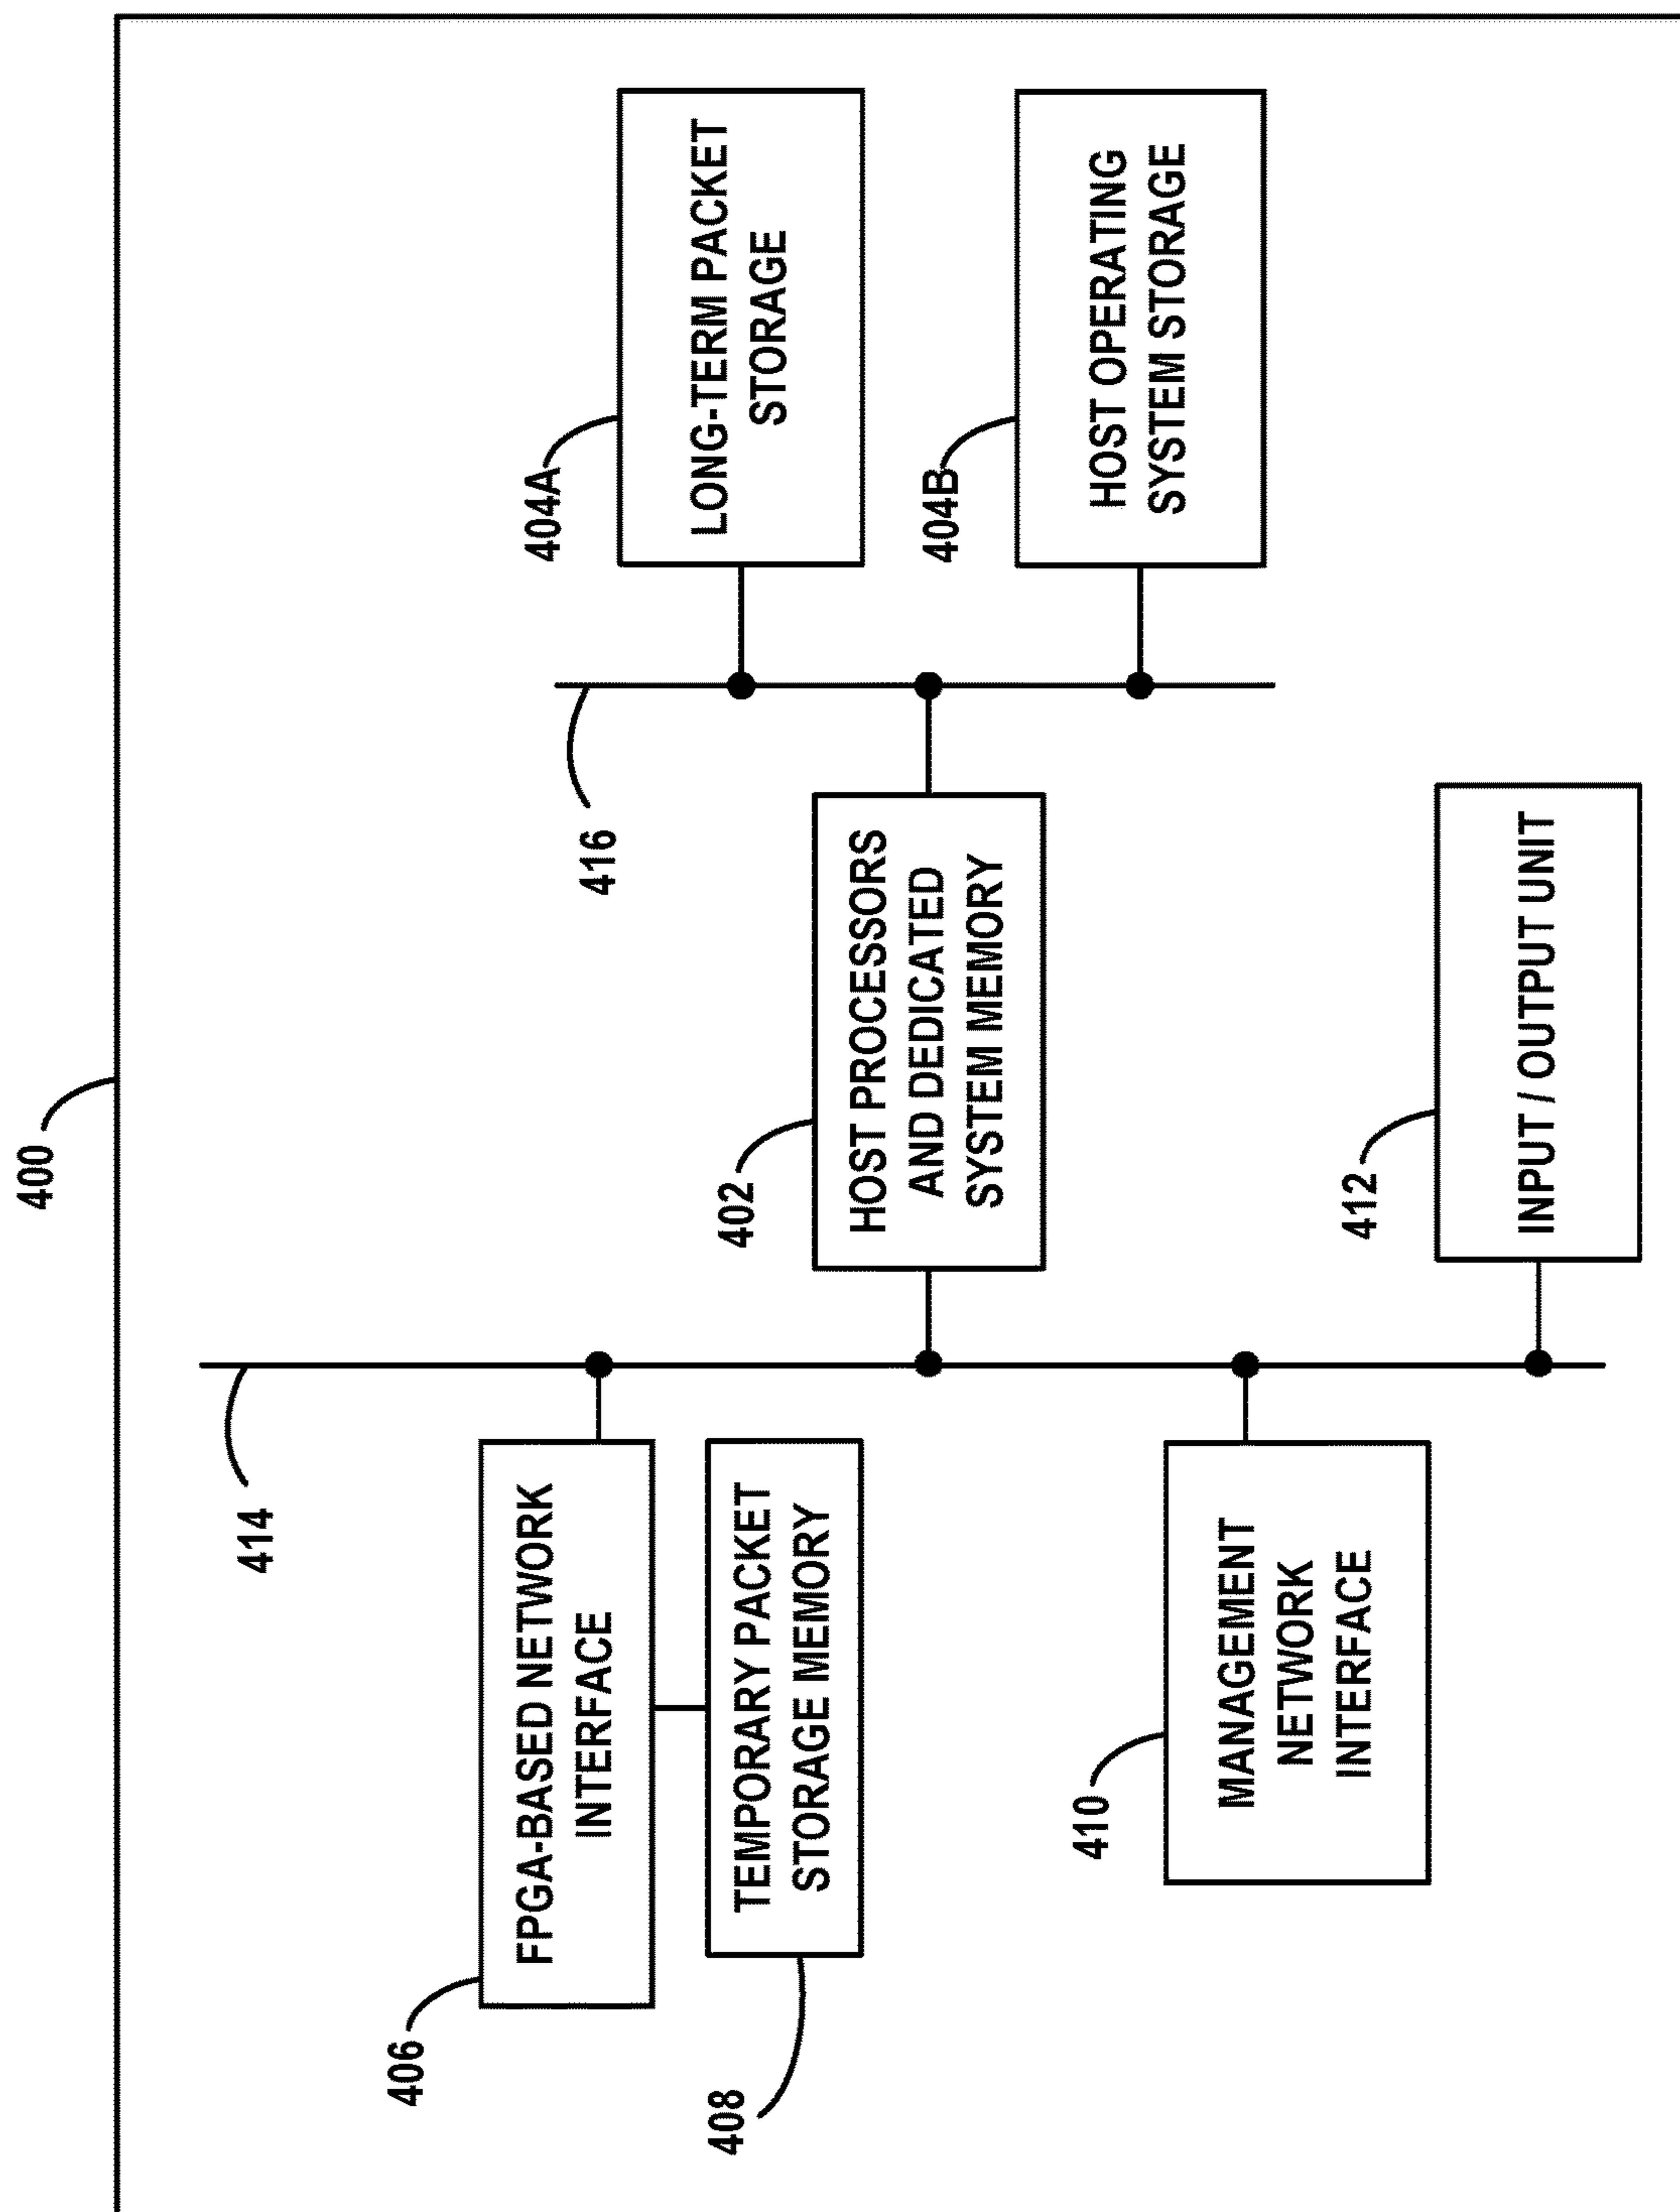 400
414
416
406
FPGA-BASED NETWORK
INTERFACE
404A
LONG-TERM PACKET
STORAGE
408
TEMPORARY PACKET
STORAGE MEMORY
402
HOST PROCESSORS
AND DEDICATED
SYSTEM MEMORY
404B
HOST OPERATING
SYSTEM STORAGE
410
MANAGEMENT
NETWORK
INTERFACE
412
INPUT / OUTPUT UNIT